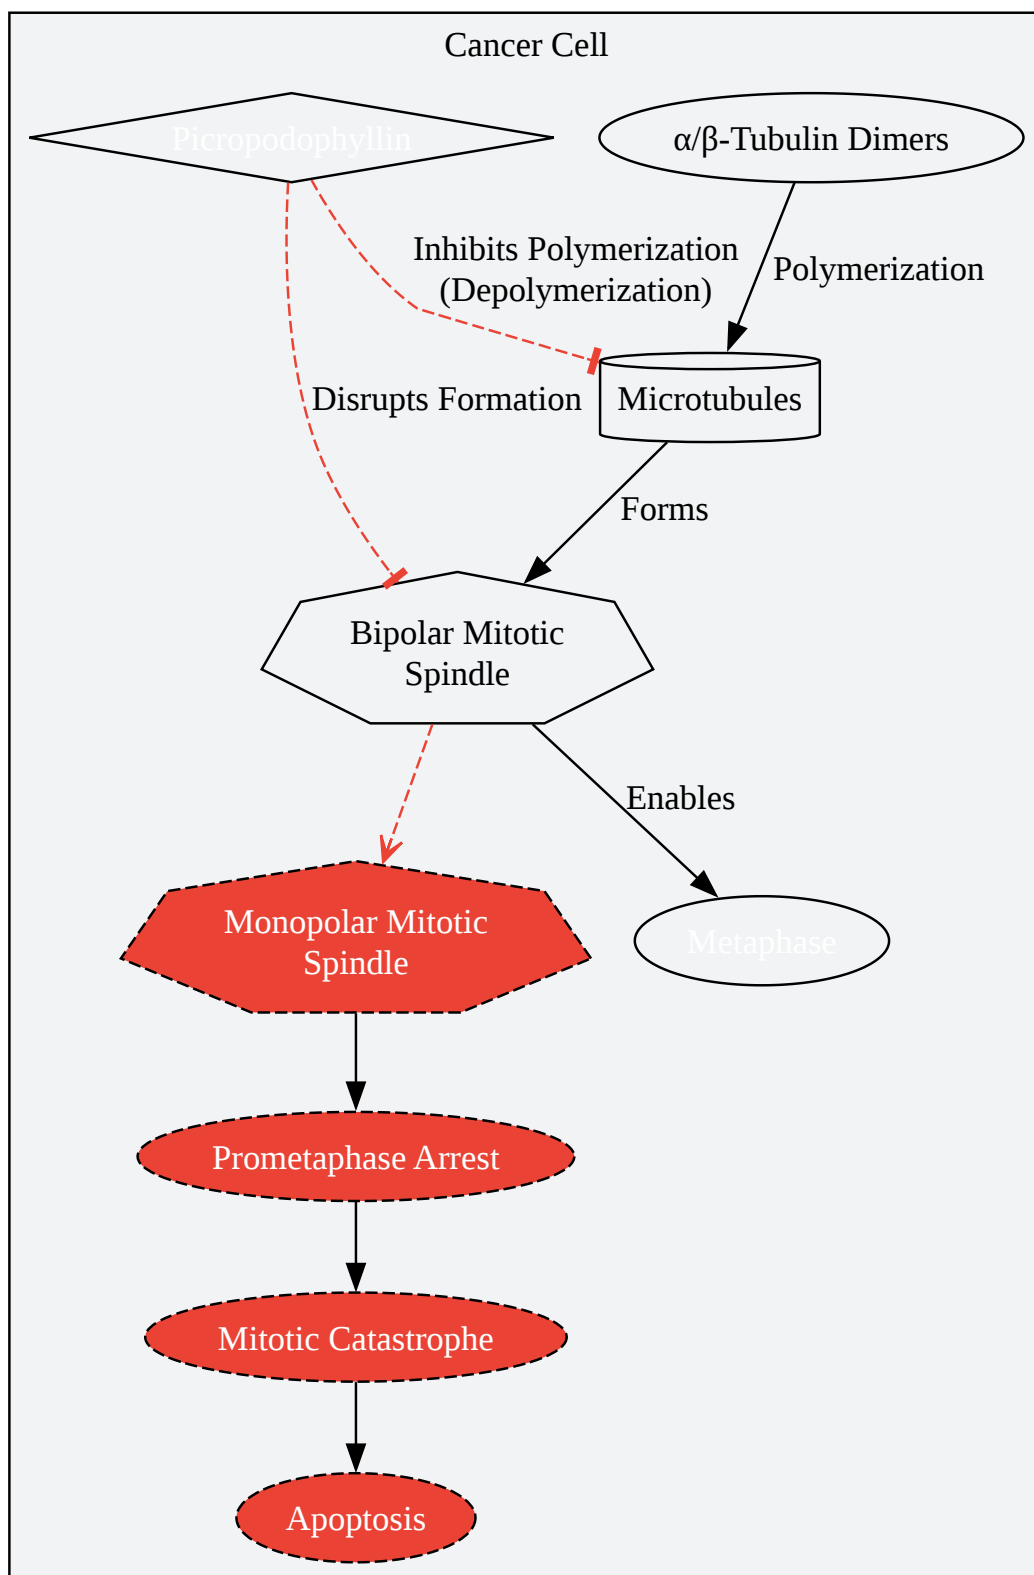 Cancer Cell
Picropodophyllin
α/β-Tubulin Dimers
Inhibits Polymerization
(Depolymerization)
Polymerization
Disrupts Formation
Microtubules
Forms
Bipolar Mitotic
Spindle
Enables
Monopolar Mitotic
Spindle
Metaphase
Prometaphase Arrest
Mitotic Catastrophe
Apoptosis